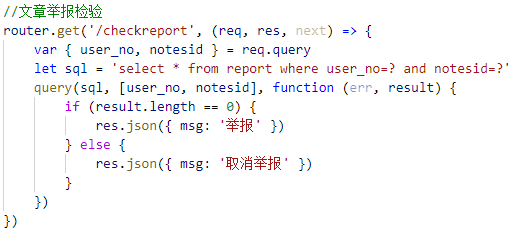 //文章举报检验
router.get('/checkreport', (req, res, next) => {
    var { user_no, notesid } = req.query
    let sql = 'select * from report where user_no=? and notesid=?'
    query(sql, [user_no, notesid], function (err, result) {
        if (result.length == 0) {
            res.json({ msg: '举报' })
        } else {
            res.json({ msg: '取消举报' })
        }
    })
})